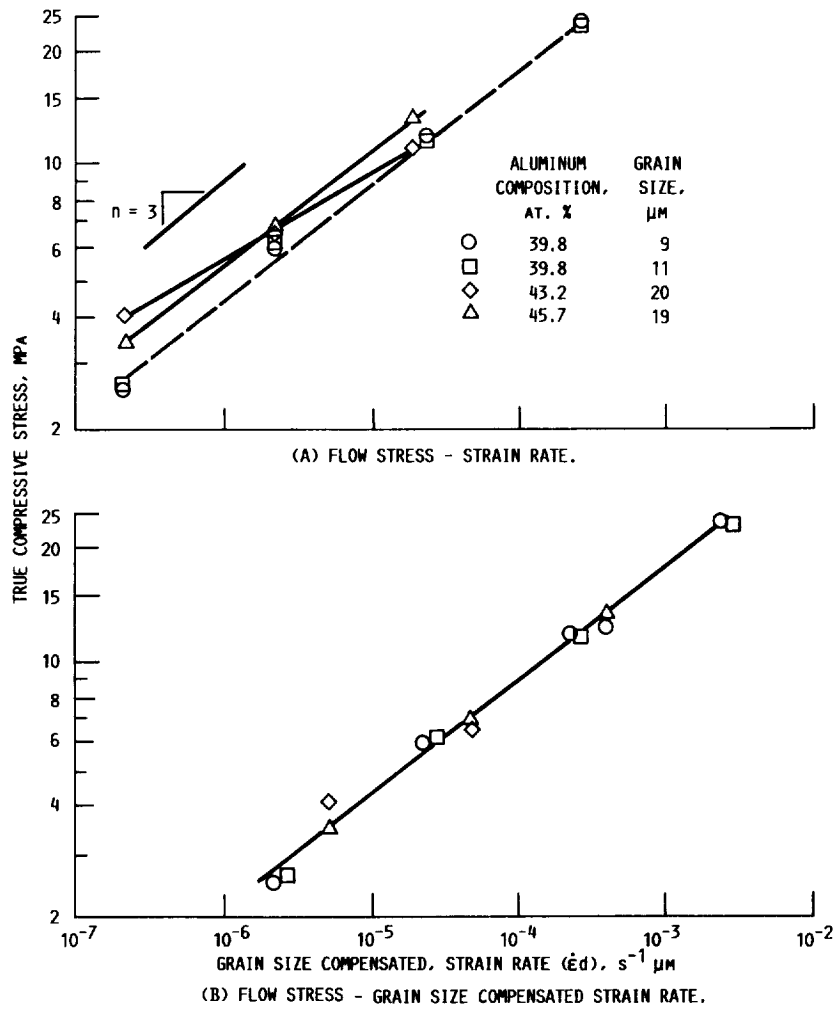 25
20
15
10
8
6
4
2
n = 3
ALUMINUM GRAIN
COMPOSITION, SIZE,
AT. % μM
39.8 9
39.8 11
43.2 20
45.7 19
(A) FLOW STRESS - STRAIN RATE.
TRUE COMPRESSIVE STRESS, MPA
25
20
15
10
8
6
4
2
10⁻⁷ 10⁻⁶ 10⁻⁵ 10⁻⁴ 10⁻³ 10⁻²
GRAIN SIZE COMPENSATED, STRAIN RATE (ε̇d), s⁻¹ μM
(B) FLOW STRESS - GRAIN SIZE COMPENSATED STRAIN RATE.